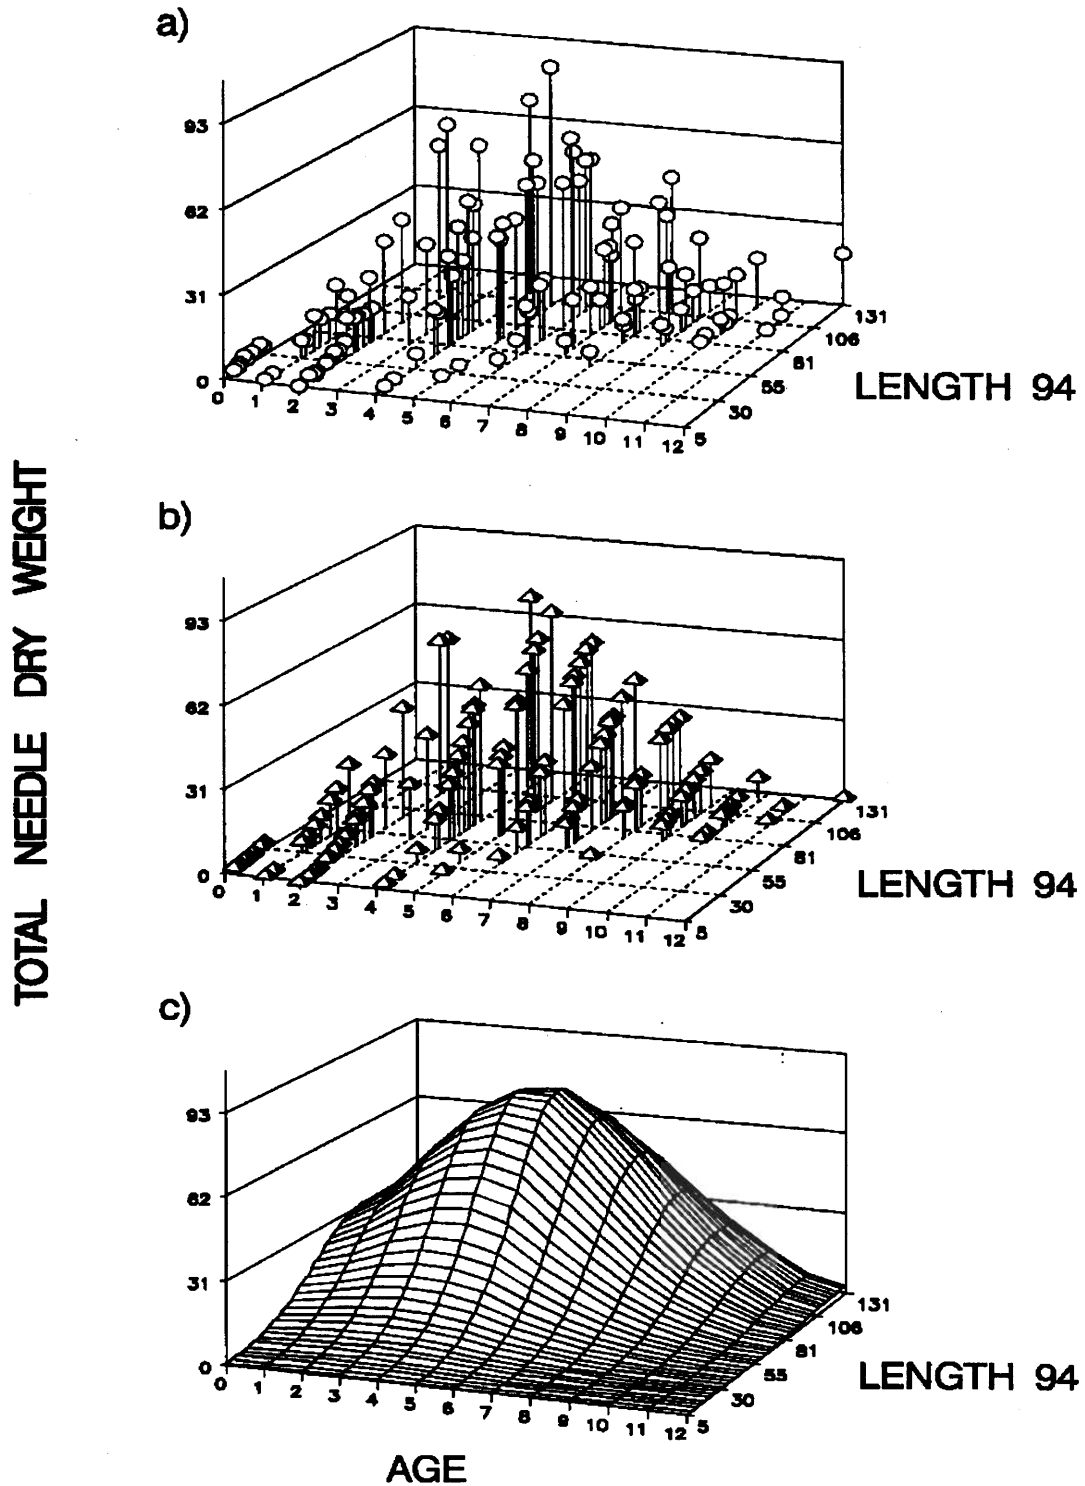 a)
93
62
31
0
0 1 2 3 4 5 6 7 8 9 10 11 12
5 30 55 81 106 131
LENGTH 94
TOTAL NEEDLE DRY WEIGHT
b)
93
62
31
0
0 1 2 3 4 5 6 7 8 9 10 11 12
5 30 55 81 106 131
LENGTH 94
c)
93
62
31
0
0 1 2 3 4 5 6 7 8 9 10 11 12
5 30 55 81 106 131
LENGTH 94
AGE